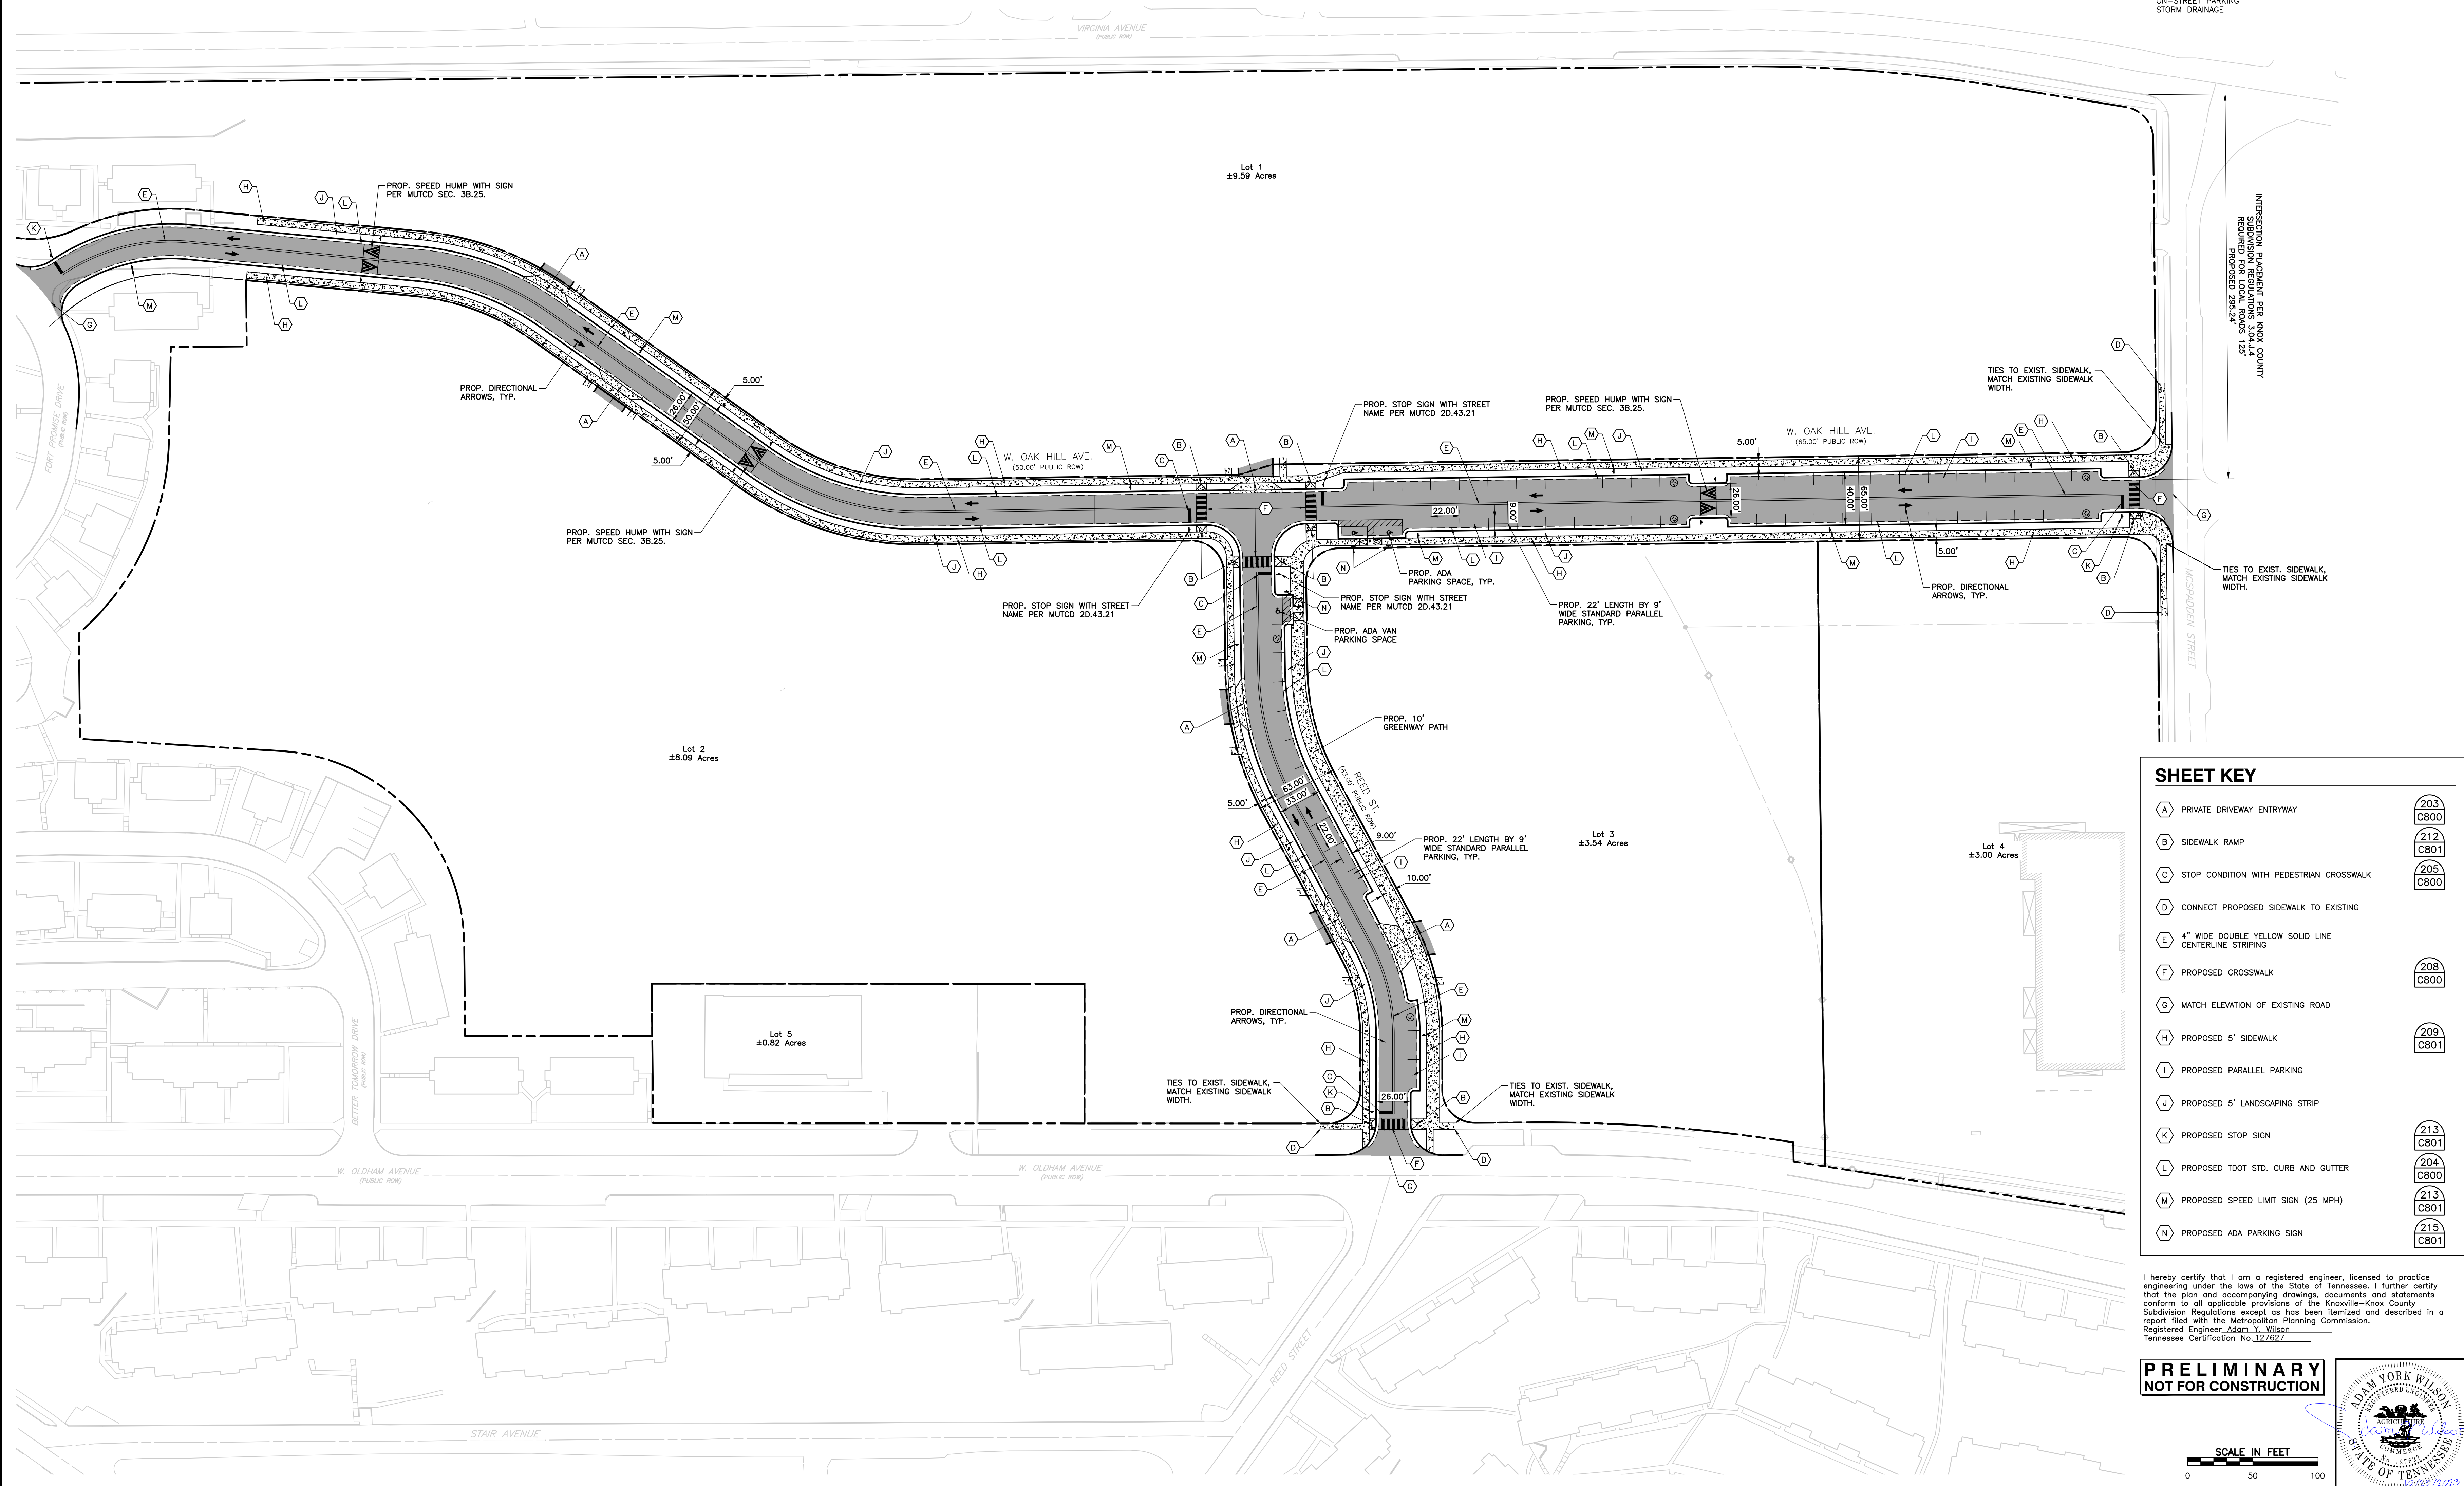 ON-STREET PARKING
STORM DRAINAGE
VIRGINIA AVENUE
(PUBLIC ROW)
Lot 1
±9.59 Acres
INTERSECTION PLACEMENT PER KNOX COUNTY
SUBDIVISION REGULATIONS 3.04.J.4
REQUIRED FOR LOCAL ROADS 125'
PROPOSED 295.24'
K
E
H
J
L
PROP. SPEED HUMP WITH SIGN
PER MUTCD SEC. 3B.25.
M
G
H
L
A
E
M
PROP. DIRECTIONAL
ARROWS, TYP.
A
5.00'
26.00'
30.00'
5.00'
FORT PROMISE DRIVE
(PUBLIC ROW)
PROP. SPEED HUMP WITH SIGN
PER MUTCD SEC. 3B.25.
J
E
H
L
W. OAK HILL AVE.
(50.00' PUBLIC ROW)
M
C
B
A
B
J
H
L
F
B
PROP. STOP SIGN WITH STREET
NAME PER MUTCD 2D.43.21
PROP. STOP SIGN WITH STREET
NAME PER MUTCD 2D.43.21
E
PROP. SPEED HUMP WITH SIGN
PER MUTCD SEC. 3B.25.
H
L
M
J
5.00'
W. OAK HILL AVE.
(65.00' PUBLIC ROW)
L
I
M
E
H
B
D
TIES TO EXIST. SIDEWALK,
MATCH EXISTING SIDEWALK
WIDTH.
22.00'
9.00'
26.00'
40.00'
65.00'
5.00'
F
G
N
M
L
I
J
H
M
L
H
C
K
B
D
PROP. ADA
PARKING SPACE, TYP.
B
PROP. STOP SIGN WITH STREET
NAME PER MUTCD 2D.43.21
N
PROP. ADA VAN
PARKING SPACE
PROP. 22' LENGTH BY 9'
WIDE STANDARD PARALLEL
PARKING, TYP.
PROP. DIRECTIONAL
ARROWS, TYP.
TIES TO EXIST. SIDEWALK,
MATCH EXISTING SIDEWALK
WIDTH.
MCSPADDEN STREET
C
E
M
J
L
A
PROP. 10'
GREENWAY PATH
Lot 2
±8.09 Acres
REED ST.
(63.00' PUBLIC ROW)
63.00'
33.00'
5.00'
22.00'
9.00'
PROP. 22' LENGTH BY 9'
WIDE STANDARD PARALLEL
PARKING, TYP.
H
J
L
E
I
10.00'
A
A
Lot 3
±3.54 Acres
Lot 4
±3.00 Acres
J
E
PROP. DIRECTIONAL
ARROWS, TYP.
M
H
I
H
C
K
B
26.00'
B
TIES TO EXIST. SIDEWALK,
MATCH EXISTING SIDEWALK
WIDTH.
TIES TO EXIST. SIDEWALK,
MATCH EXISTING SIDEWALK
WIDTH.
D
F
D
G
Lot 5
±0.82 Acres
BETTER TOMORROW DRIVE
(PUBLIC ROW)
W. OLDHAM AVENUE
(PUBLIC ROW)
W. OLDHAM AVENUE
(PUBLIC ROW)
REED STREET
STAIR AVENUE
SHEET KEY
A PRIVATE DRIVEWAY ENTRYWAY 203 C800
B SIDEWALK RAMP 212 C801
C STOP CONDITION WITH PEDESTRIAN CROSSWALK 205 C800
D CONNECT PROPOSED SIDEWALK TO EXISTING
E 4" WIDE DOUBLE YELLOW SOLID LINE
CENTERLINE STRIPING
F PROPOSED CROSSWALK 208 C800
G MATCH ELEVATION OF EXISTING ROAD
H PROPOSED 5' SIDEWALK 209 C801
I PROPOSED PARALLEL PARKING
J PROPOSED 5' LANDSCAPING STRIP
K PROPOSED STOP SIGN 213 C801
L PROPOSED TDOT STD. CURB AND GUTTER 204 C800
M PROPOSED SPEED LIMIT SIGN (25 MPH) 213 C801
N PROPOSED ADA PARKING SIGN 215 C801
I hereby certify that I am a registered engineer, licensed to practice
engineering under the laws of the State of Tennessee. I further certify
that the plan and accompanying drawings, documents and statements
conform to all applicable provisions of the Knoxville-Knox County
Subdivision Regulations except as has been itemized and described in a
report filed with the Metropolitan Planning Commission.
Registered Engineer Adam Y. Wilson
Tennessee Certification No. 127627
PRELIMINARY
NOT FOR CONSTRUCTION
SCALE IN FEET
0 50 100
ADAM YORK WILSON
REGISTERED ENGINEER
AGRICULTURE
COMMERCE
No. 127627
STATE OF TENNESSEE